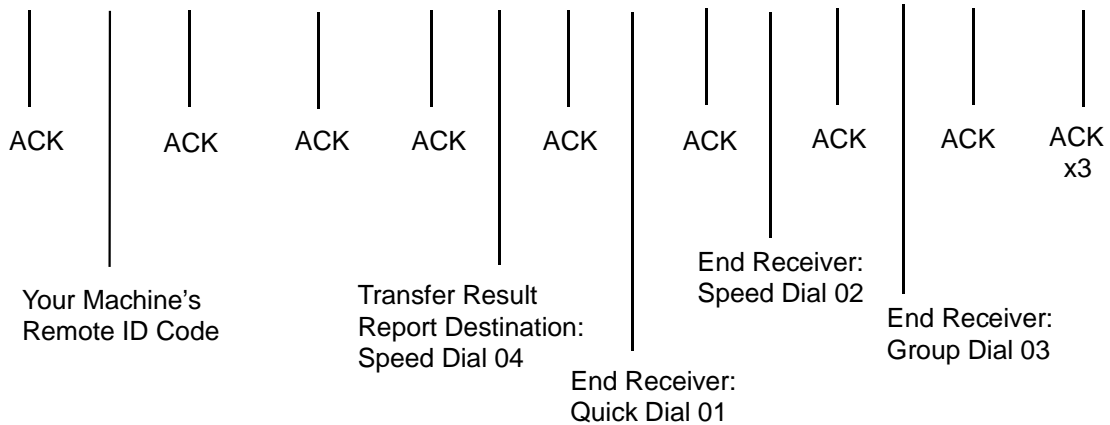 ACK
ACK
ACK
ACK
ACK
ACK
ACK
ACK
ACK
x3
Your Machine’s
Remote ID Code
Transfer Result
Report Destination:
Speed Dial 04
End Receiver:
Quick Dial 01
End Receiver:
Speed Dial 02
End Receiver:
Group Dial 03